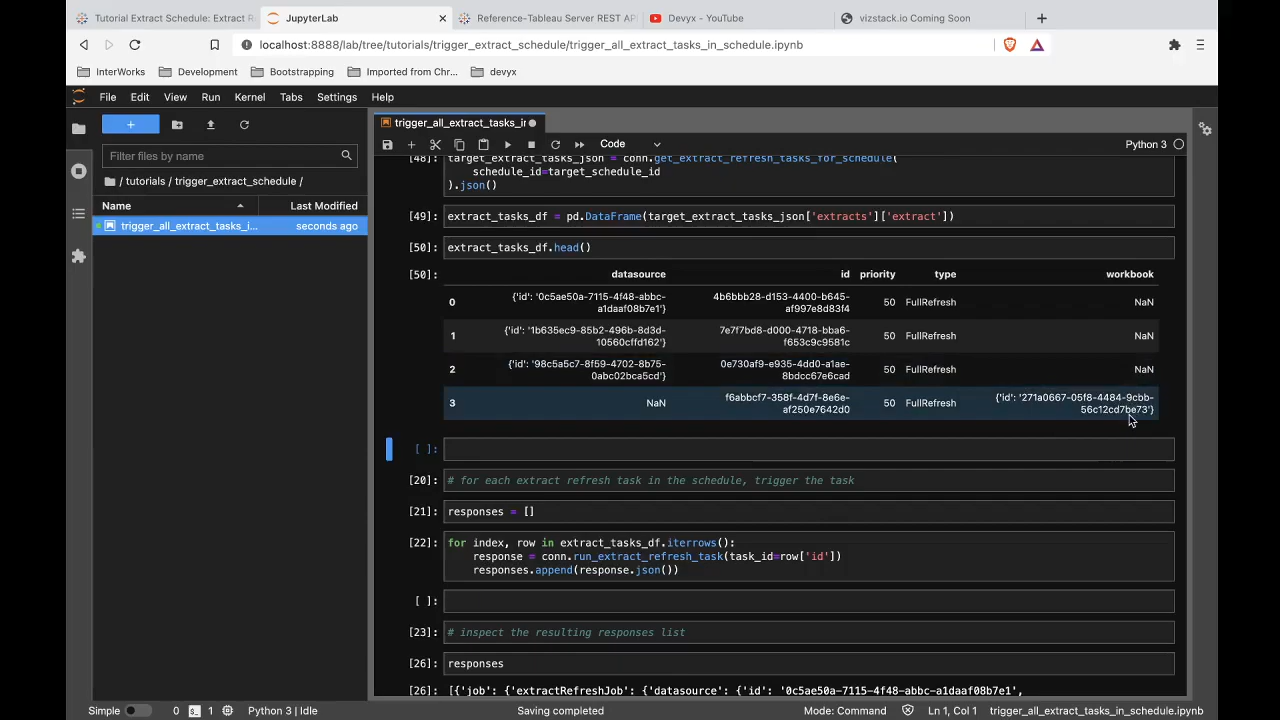 Tutorial Extract Schedule: Extract R
JupyterLab
Reference-Tableau Server REST AP
Devyx - YouTube
vizstack.io Coming Soon
localhost:8888/lab/tree/tutorials/trigger_extract_schedule/trigger_all_extract_tasks_in_schedule.ipynb
InterWorks
Development
Bootstrapping
Imported from Chr...
devyx
File Edit View Run Kernel Tabs Settings Help
Filter files by name
/ tutorials / trigger_extract_schedule /
Name Last Modified
trigger_all_extract_tasks_i... seconds ago
trigger_all_extract_tasks_in
Code
Python 3
[48]: target_extract_tasks_json = conn.get_extract_refresh_tasks_for_schedule(
schedule_id=target_schedule_id
).json()
[49]: extract_tasks_df = pd.DataFrame(target_extract_tasks_json['extracts']['extract'])
[50]: extract_tasks_df.head()
[50]: datasource id priority type workbook
0 {'id': '0c5ae50a-7115-4f48-abbc- 4b6bbb28-d153-4400-b645- 50 FullRefresh NaN
a1daaf08b7e1'} af997e8d83f4
1 {'id': '1b635ec9-85b2-496b-8d3d- 7e7f7bd8-d000-4718-bba6- 50 FullRefresh NaN
10560cffd162'} f653c9c9581c
2 {'id': '98c5a5c7-8f59-4702-8b75- 0e730af9-e935-4dd0-a1ae- 50 FullRefresh NaN
0abc02bca5cd'} 8bdcc67e6cad
3 NaN f6abbcf7-358f-4d7f-8e6e- 50 FullRefresh {'id': '271a0667-05f8-4484-9cbb-
af250e7642d0 56c12cd7be73'}
[ ]:
[20]: # for each extract refresh task in the schedule, trigger the task
[21]: responses = []
[22]: for index, row in extract_tasks_df.iterrows():
response = conn.run_extract_refresh_task(task_id=row['id'])
responses.append(response.json())
[ ]:
[23]: # inspect the resulting responses list
[26]: responses
[26]: [{'job': {'extractRefreshJob': {'datasource': {'id': '0c5ae50a-7115-4f48-abbc-a1daaf08b7e1',
Simple 0 1 Python 3 | Idle Saving completed Mode: Command Ln 1, Col 1 trigger_all_extract_tasks_in_schedule.ipynb